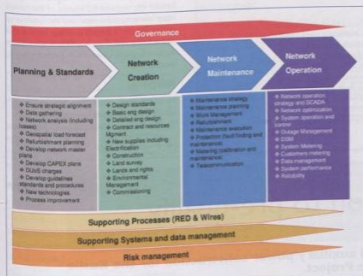 Governance
Planning & Standards
Ensure strategic alignment
Data gathering
Network analysis (including losses)
Geospatial load forecast
Refurbishment planning
Develop network master plans
Develop CAPEX plans
charges
Develop guidelines standards and procedures
New technologies
Process improvement
Network
Creation
Design standards
Basic eng design
Detailed eng design
Contract and resources Mgment
New supplies including Electrification
Construction
Land survey
Lands and rights
Environmental Management
Commissioning
Network
Maintenance
Maintenance strategy
Maintenance planning
Work Management
Refurbishment
Maintenance execution
Protection (fault finding and maintenance)
Metering (calibration and maintenance)
Telecommunication
Network
Operation
Network operation strategy and SCADA
Network optimization
System operation and control
Outage Management
DSM
System Metering
Customers metering
Data management
System performance
Reliability
Supporting Processes (RED & Wires)
Supporting Systems and data management
Risk management